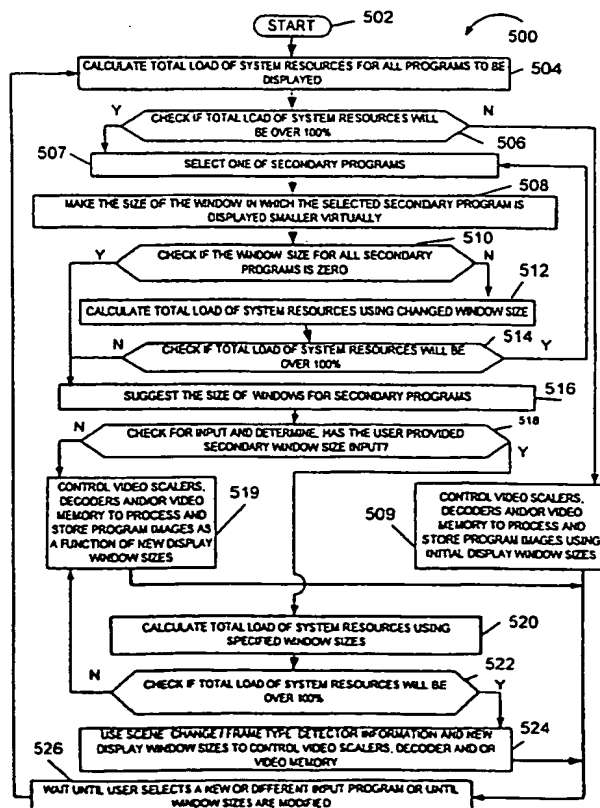 START
502
500
CALCULATE TOTAL LOAD OF SYSTEM RESOURCES FOR ALL PROGRAMS TO BE
DISPLAYED
504
Y
CHECK IF TOTAL LOAD OF SYSTEM RESOURCES WILL
BE OVER 100%
N
506
507
SELECT ONE OF SECONDARY PROGRAMS
508
MAKE THE SIZE OF THE WINDOW IN WHICH THE SELECTED SECONDARY PROGRAM IS
DISPLAYED SMALLER VIRTUALLY
510
Y
CHECK IF THE WINDOW SIZE FOR ALL SECONDARY
PROGRAMS IS ZERO
N
512
CALCULATE TOTAL LOAD OF SYSTEM RESOURCES USING CHANGED WINDOW SIZE
514
N
CHECK IF TOTAL LOAD OF SYSTEM RESOURCES WILL BE
OVER 100%
Y
SUGGEST THE SIZE OF WINDOWS FOR SECONDARY PROGRAMS
516
N
CHECK FOR INPUT AND DETERMINE, HAS THE USER PROVIDED
SECONDARY WINDOW SIZE INPUT?
518
Y
CONTROL VIDEO SCALERS,
DECODERS AND/OR VIDEO
MEMORY TO PROCESS AND
STORE PROGRAM IMAGES AS
A FUNCTION OF NEW DISPLAY
WINDOW SIZES
519
509
CONTROL VIDEO SCALERS,
DECODERS AND/OR VIDEO
MEMORY TO PROCESS AND
STORE PROGRAM IMAGES USING
INITIAL DISPLAY WINDOW SIZES
CALCULATE TOTAL LOAD OF SYSTEM RESOURCES USING
SPECIFIED WINDOW SIZES
520
522
N
CHECK IF TOTAL LOAD OF SYSTEM RESOURCES WILL BE
OVER 100%
Y
USE SCENE CHANGE / FRAME TYPE DETECTOR INFORMATION AND NEW
DISPLAY WINDOW SIZES TO CONTROL VIDEO SCALERS, DECODER AND OR
VIDEO MEMORY
524
526
WAIT UNTIL USER SELECTS A NEW OR DIFFERENT INPUT PROGRAM OR UNTIL
WINDOW SIZES ARE MODIFIED